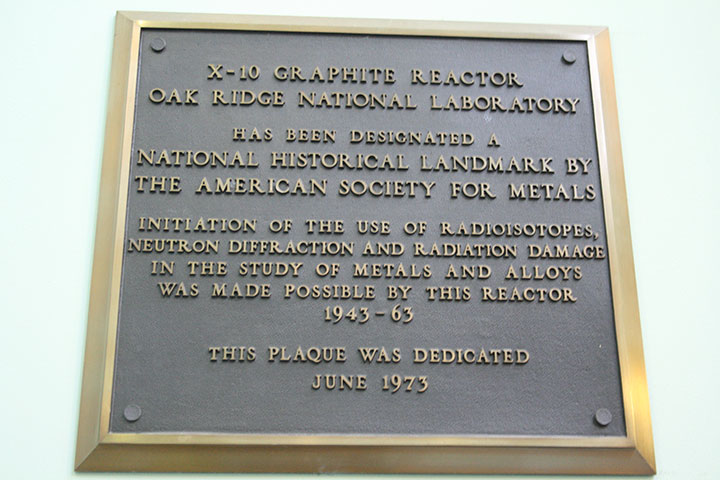 X-10 GRAPHITE REACTOR
OAK RIDGE NATIONAL LABORATORY
HAS BEEN DESIGNATED A
NATIONAL HISTORICAL LANDMARK BY
THE AMERICAN SOCIETY FOR METALS
INITIATION OF THE USE OF RADIOISOTOPES,
NEUTRON DIFFRACTION AND RADIATION DAMAGE
IN THE STUDY OF METALS AND ALLOYS
WAS MADE POSSIBLE BY THIS REACTOR
1943-63
THIS PLAQUE WAS DEDICATED
JUNE 1973